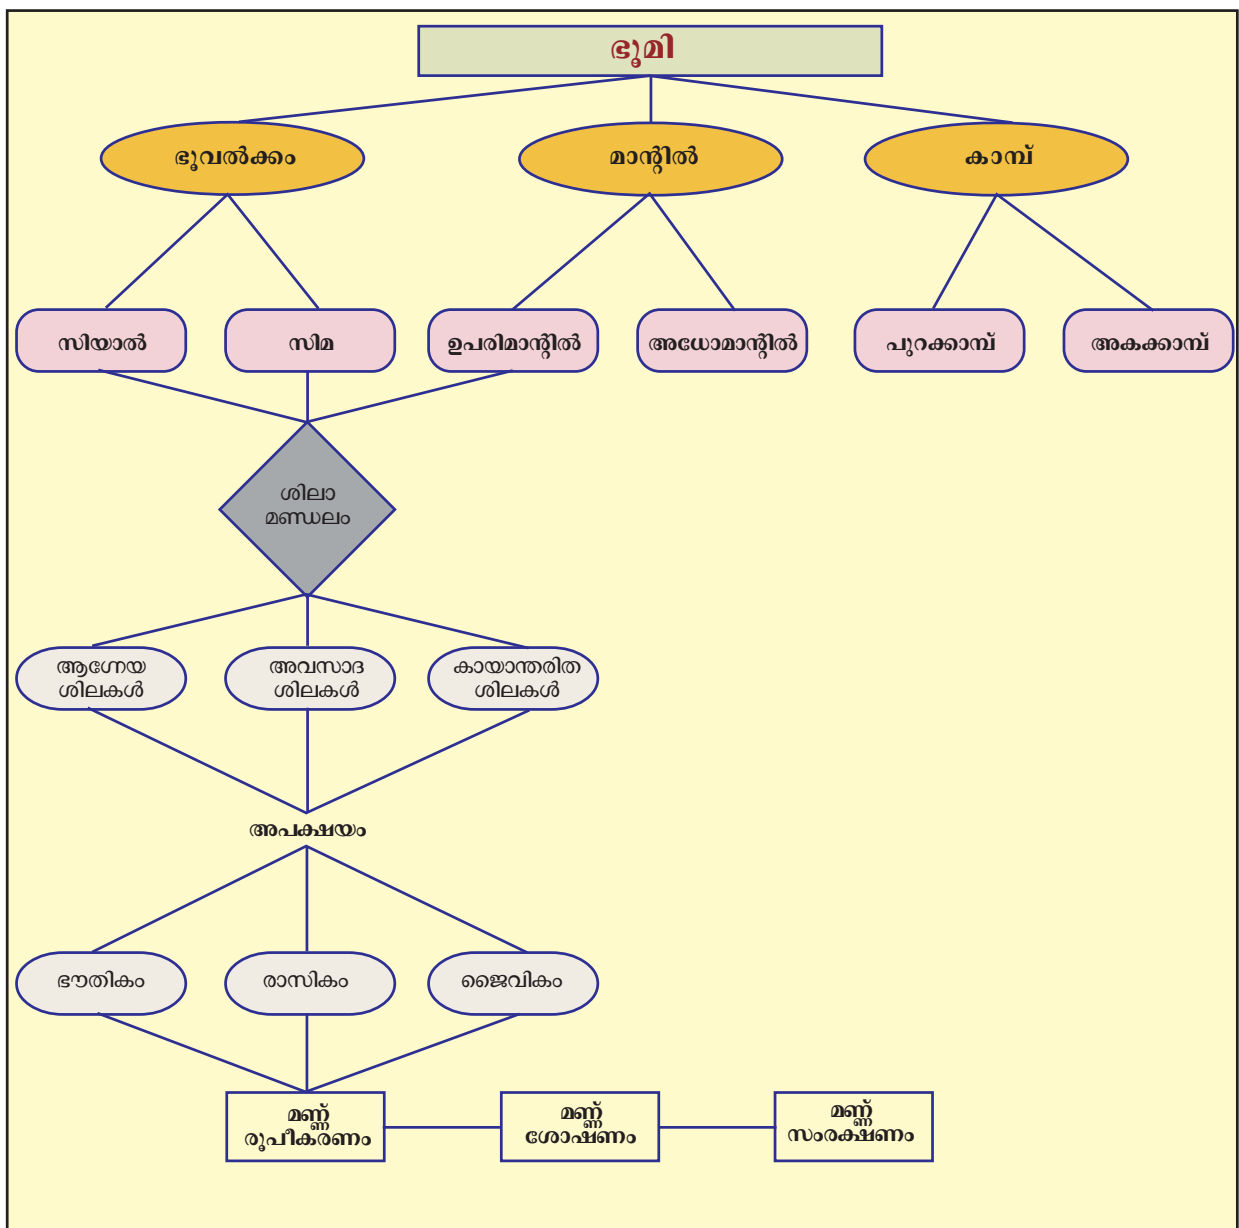 ഭൂമി
ഭൂവൽക്കം
മാന്റിൽ
കാമ്പ്
സിയാൽ
സിമ
ഉപരിമാന്റിൽ
അധോമാന്റിൽ
പുറക്കാമ്പ്
അകക്കാമ്പ്
ശിലാ
മണ്ഡലം
ആഗ്നേയ
ശിലകൾ
അവസാദ
ശിലകൾ
കായാന്തരിത
ശിലകൾ
അപക്ഷയം
ഭൗതികം
രാസികം
ജൈവികം
മണ്ണ്
രൂപീകരണം
മണ്ണ്
ശോഷണം
മണ്ണ്
സംരക്ഷണം